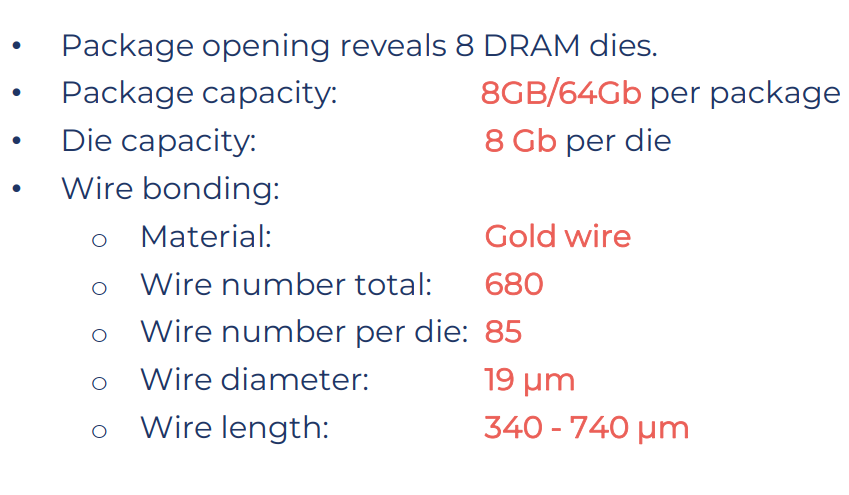 • Package opening reveals 8 DRAM dies.
• Package capacity: 8GB/64Gb per package
• Die capacity: 8 Gb per die
• Wire bonding:
o Material: Gold wire
o Wire number total: 680
o Wire number per die: 85
o Wire diameter: 19 µm
o Wire length: 340 - 740 µm